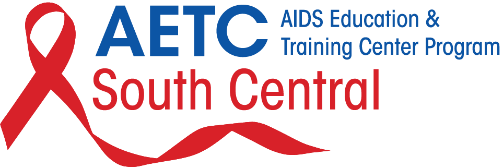 AETC AIDS Education &
Training Center Program
South Central